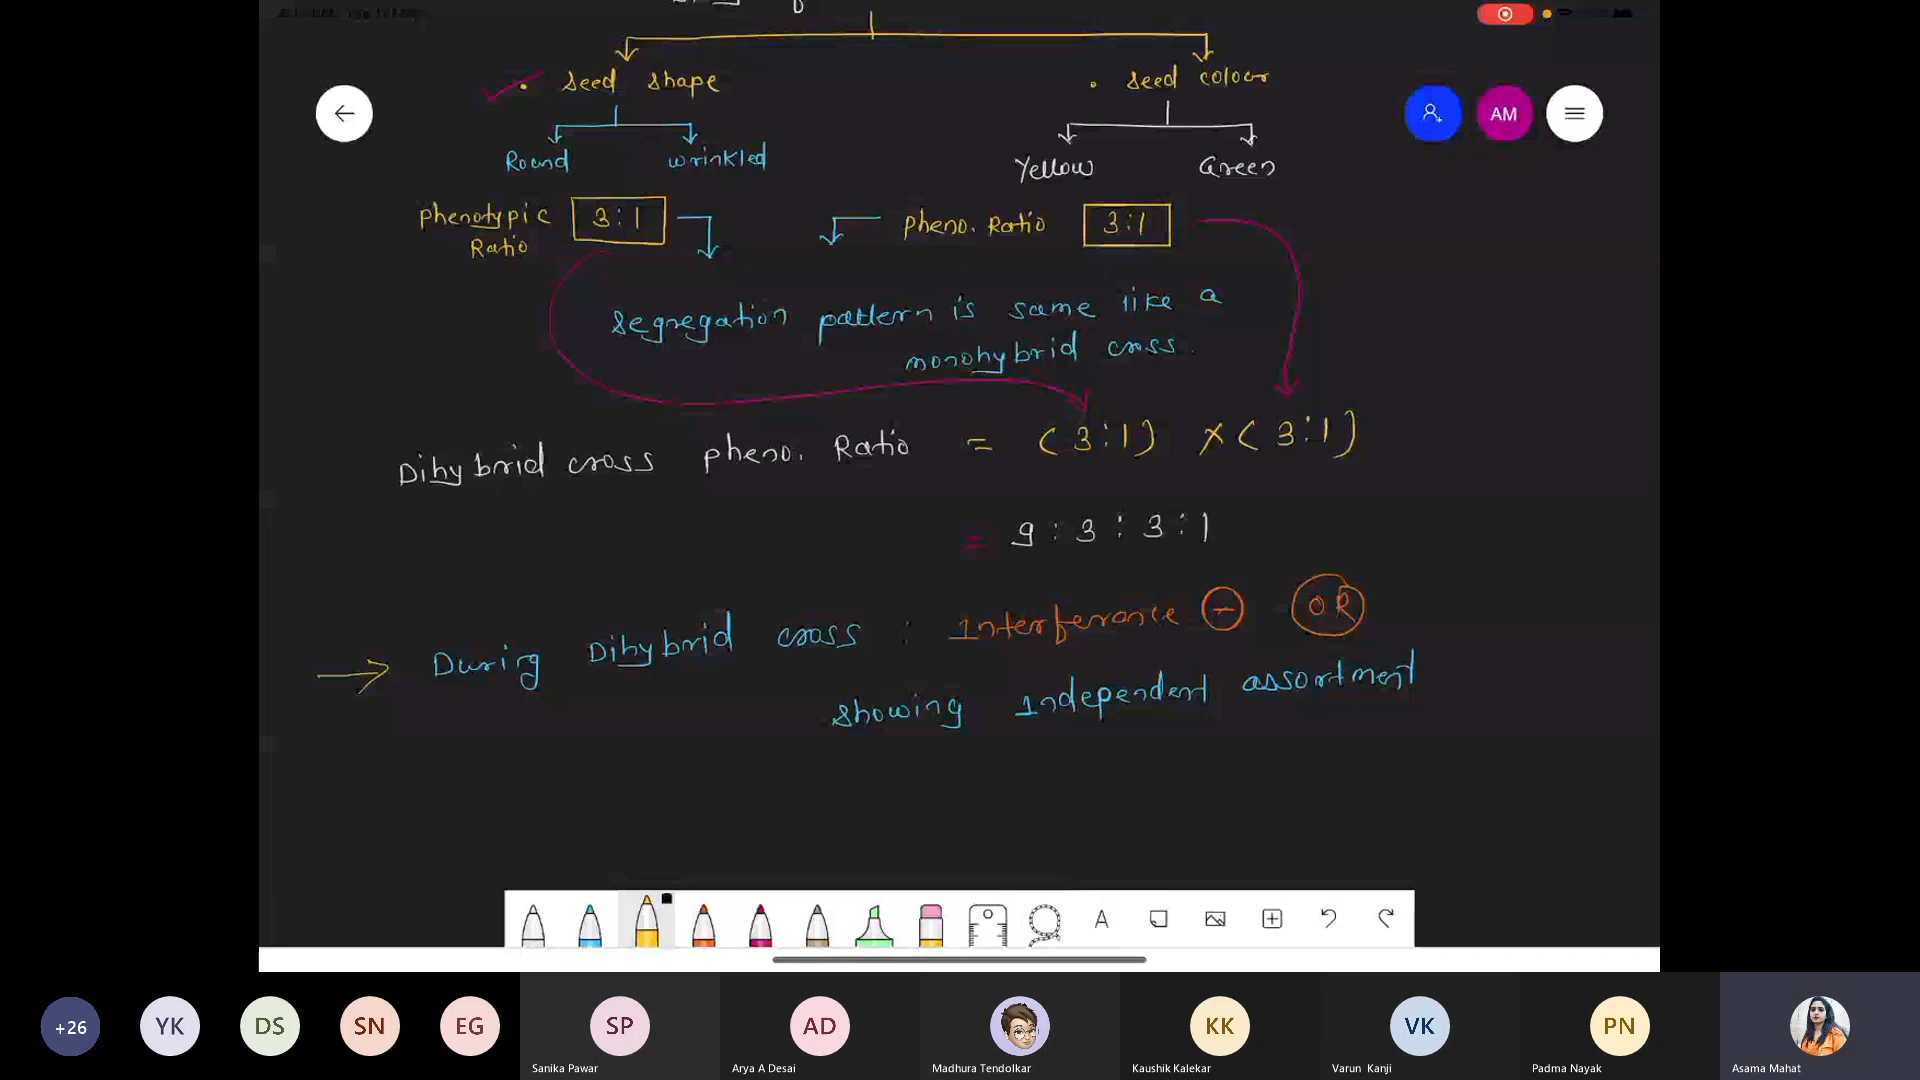 Seed shape
Seed colour
AM
Round
wrinkled
Yellow
Green
Phenotypic Ratio
3:1
Pheno. Ratio
3:1
Segregation pattern is same like a
monohybrid cross.
Dihybrid cross pheno. Ratio = (3:1) X (3:1)
= 9:3:3:1
→ During Dihybrid cross : Interferance (-) OR
showing Independent assortment
A
+26
YK
DS
SN
EG
SP
AD
KK
VK
PN
Sanika Pawar
Arya A Desai
Madhura Tendolkar
Kaushik Kalekar
Varun Kanji
Padma Nayak
Asama Mahat